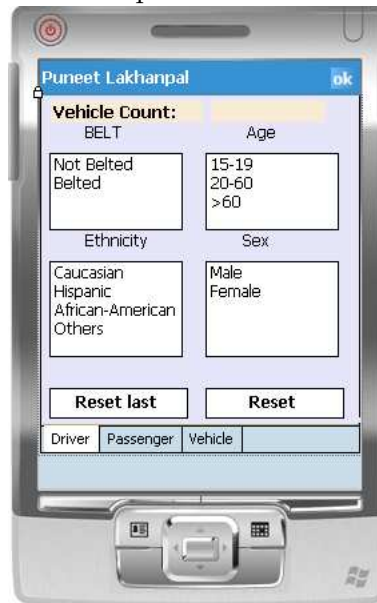 Puneet Lakhanpal ok
Vehicle Count:
BELT Age
Not Belted 15-19
Belted 20-60
>60
Ethnicity Sex
Caucasian Male
Hispanic Female
African-American
Others
Reset last Reset
Driver Passenger Vehicle